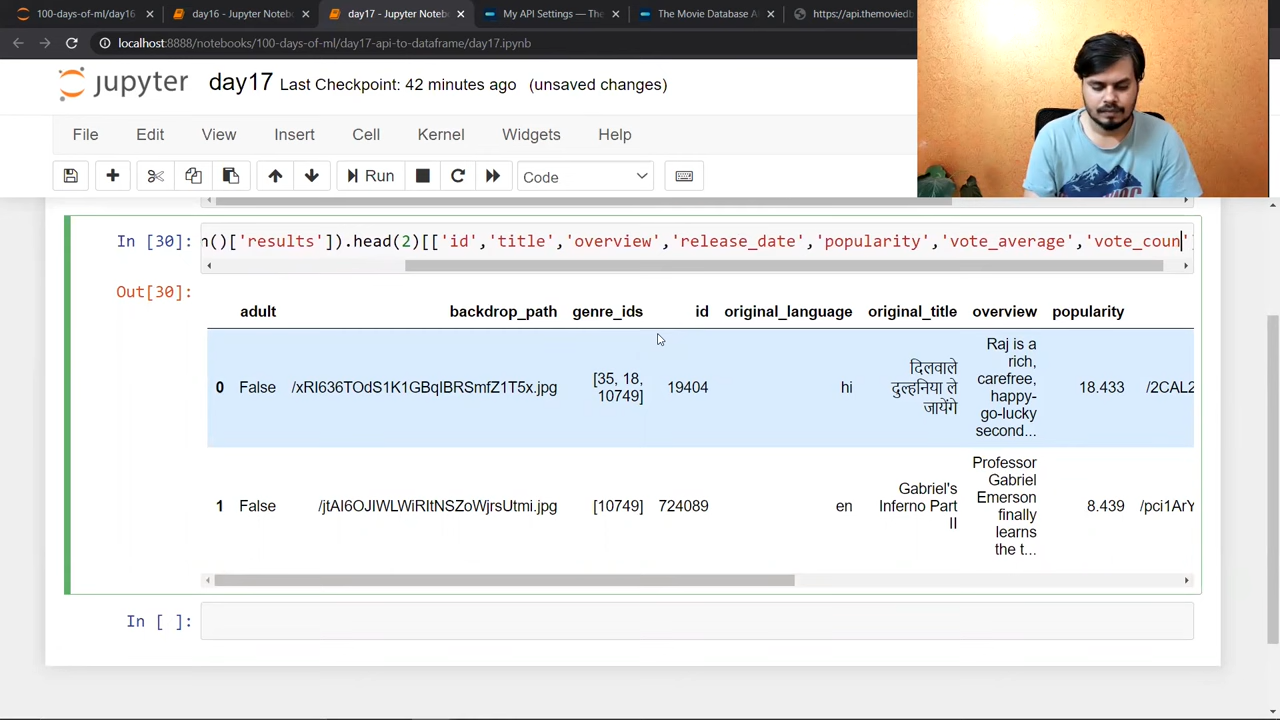 100-days-of-ml/day16
day16 - Jupyter Notebo
day17 - Jupyter Notebo
My API Settings — The
The Movie Database A
https://api.themoviedb
localhost:8888/notebooks/100-days-of-ml/day17-api-to-dataframe/day17.ipynb
jupyter day17 Last Checkpoint: 42 minutes ago (unsaved changes)
File Edit View Insert Cell Kernel Widgets Help
Run Code
In [30]: n()['results']).head(2)[['id','title','overview','release_date','popularity','vote_average','vote_coun'
Out[30]:
adult backdrop_path genre_ids id original_language original_title overview popularity
0 False /xRI636TOdS1K1GBqIBRSmfZ1T5x.jpg [35, 18, 10749] 19404 hi दिलवाले दुल्हनिया ले जायेंगे Raj is a rich, carefree, happy-go-lucky second... 18.433 /2CAL2
1 False /jtAI6OJIWLWiRItNSZoWjrsUtmi.jpg [10749] 724089 en Gabriel's Inferno Part II Professor Gabriel Emerson finally learns the t... 8.439 /pci1ArY
In [ ]: